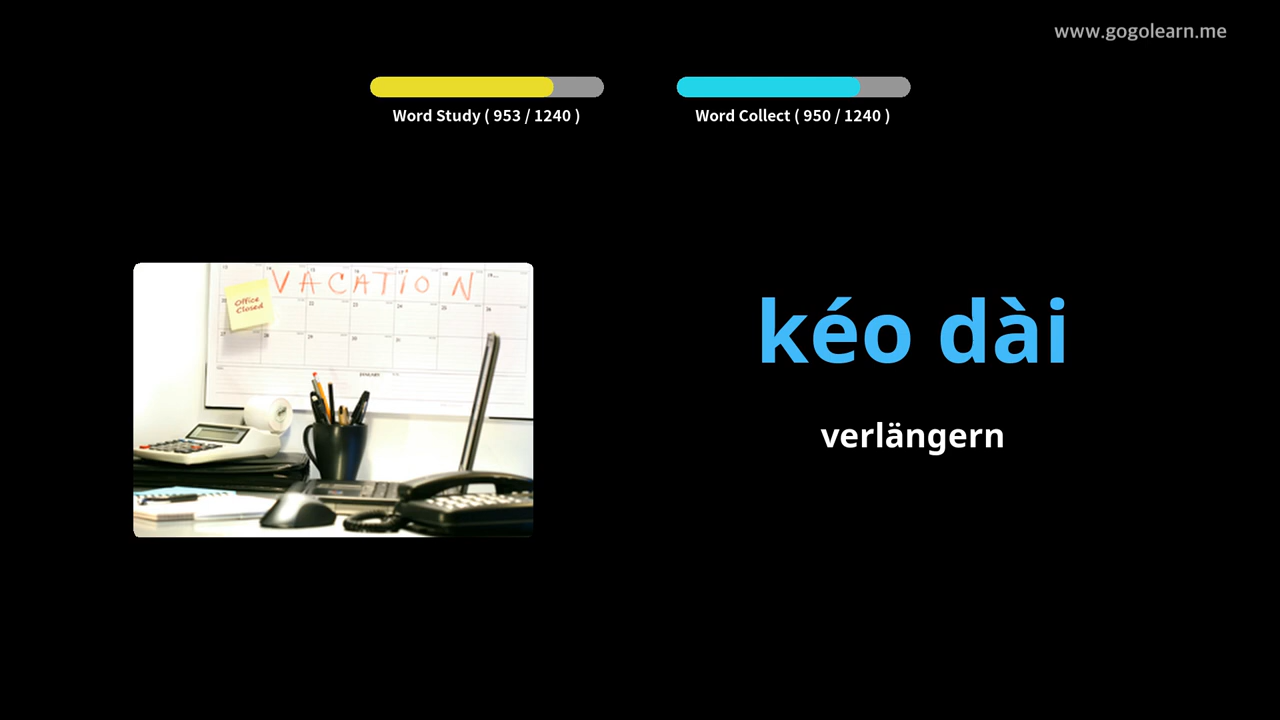 www.gogolearn.me
Word Study ( 953 / 1240 )
Word Collect ( 950 / 1240 )
VACATION
Office
Closed
kéo dài
verlängern